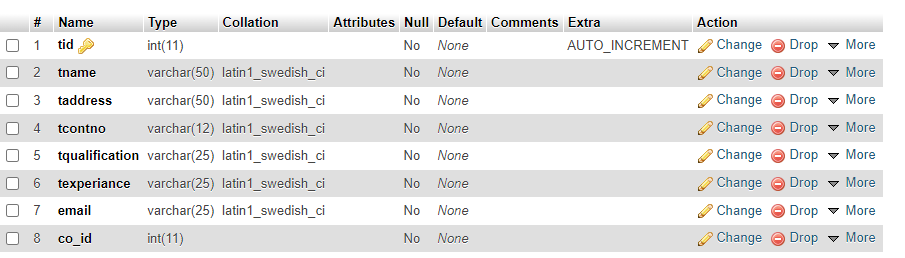 # Name Type Collation Attributes Null Default Comments Extra Action
1 tid int(11) No None AUTO_INCREMENT Change Drop More
2 tname varchar(50) latin1_swedish_ci No None Change Drop More
3 taddress varchar(50) latin1_swedish_ci No None Change Drop More
4 tcontno varchar(12) latin1_swedish_ci No None Change Drop More
5 tqualification varchar(25) latin1_swedish_ci No None Change Drop More
6 texperiance varchar(25) latin1_swedish_ci No None Change Drop More
7 email varchar(25) latin1_swedish_ci No None Change Drop More
8 co_id int(11) No None Change Drop More